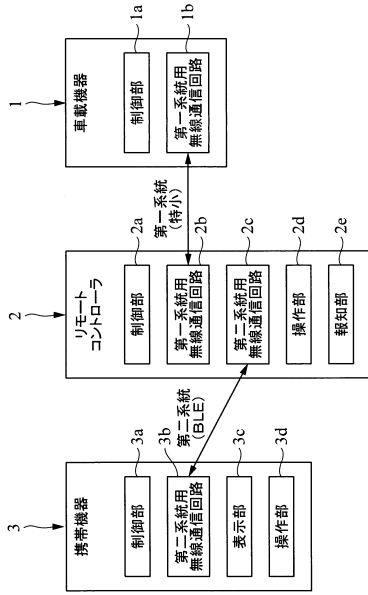 3
携帯機器
制御部
3a
第二系統用
無線通信回路
3b
表示部
3c
操作部
3d
第二系統
(BLE)
2
リモート
コントローラ
制御部
2a
第一系統用
無線通信回路
2b
第二系統用
無線通信回路
2c
操作部
2d
報知部
2e
第一系統
(特小)
1
車載機器
制御部
1a
第一系統用
無線通信回路
1b